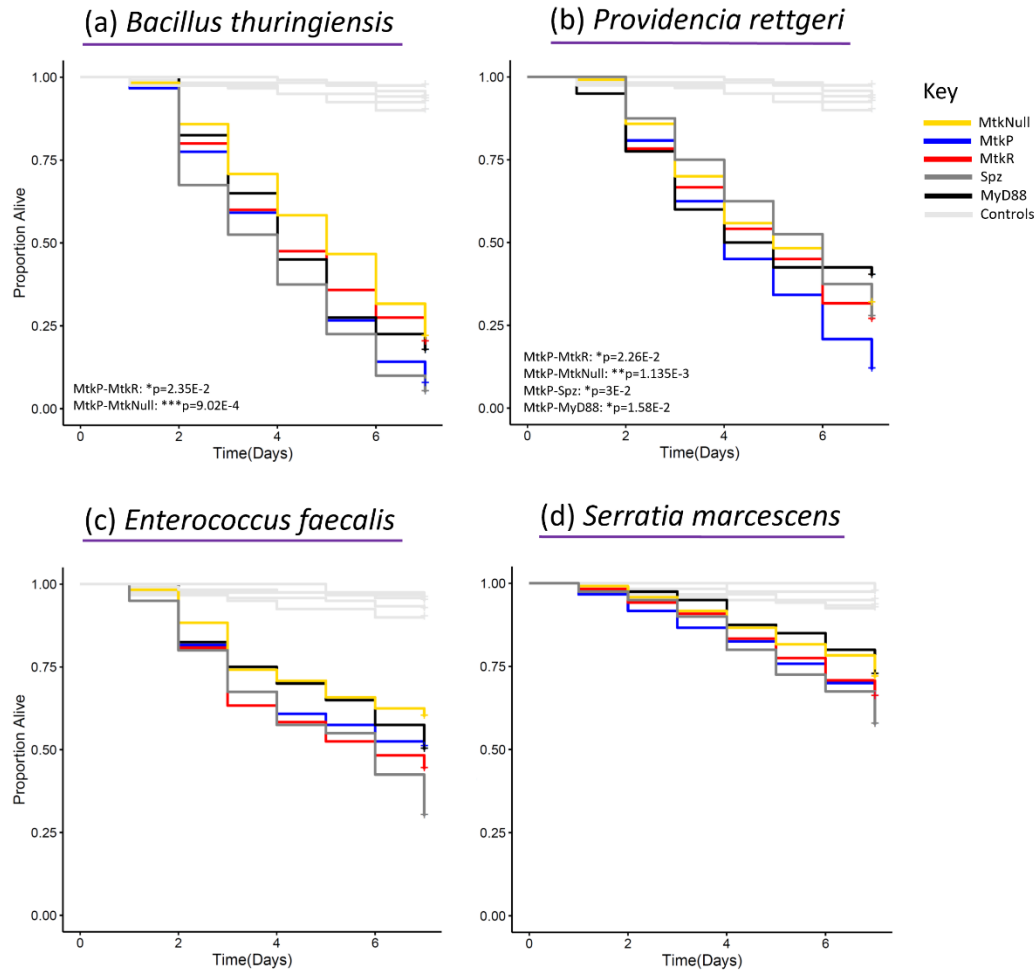 (a) Bacillus thuringiensis
1.00
0.75
0.50
0.25
0.00
Proportion Alive
MtkP-MtkR: *p=2.35E-2
MtkP-MtkNull: ***p=9.02E-4
0 2 4 6
Time(Days)
(b) Providencia rettgeri
1.00
0.75
0.50
0.25
0.00
MtkP-MtkR: *p=2.26E-2
MtkP-MtkNull: **p=1.135E-3
MtkP-Spz: *p=3E-2
MtkP-MyD88: *p=1.58E-2
0 2 4 6
Time(Days)
Key
MtkNull
MtkP
MtkR
Spz
MyD88
Controls
(c) Enterococcus faecalis
1.00
0.75
0.50
0.25
0.00
Proportion Alive
0 2 4 6
Time(Days)
(d) Serratia marcescens
1.00
0.75
0.50
0.25
0.00
0 2 4 6
Time(Days)